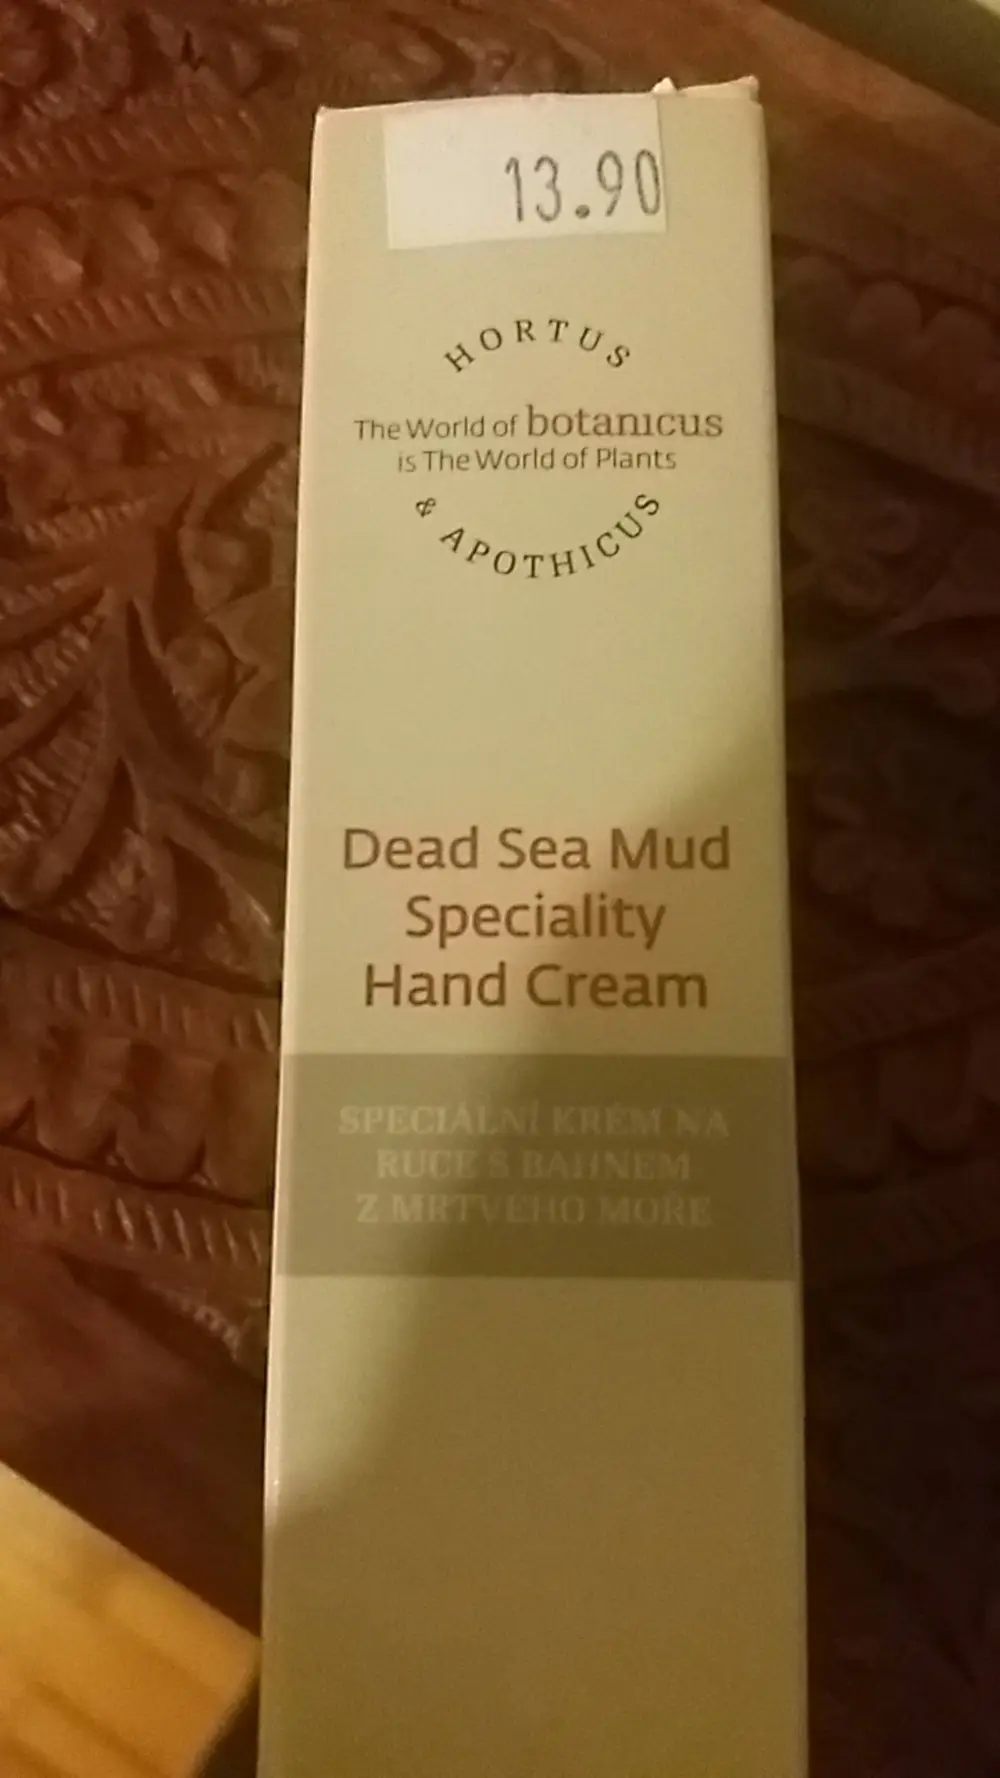 13.90
HORTUS
The World of botanicus
is The World of Plants
& APOTHICUS
Dead Sea Mud
Speciality
Hand Cream
SPECIÁLNÍ KRÉM NA
RUCE S BAHNEM
Z MRTVÉHO MOŘE